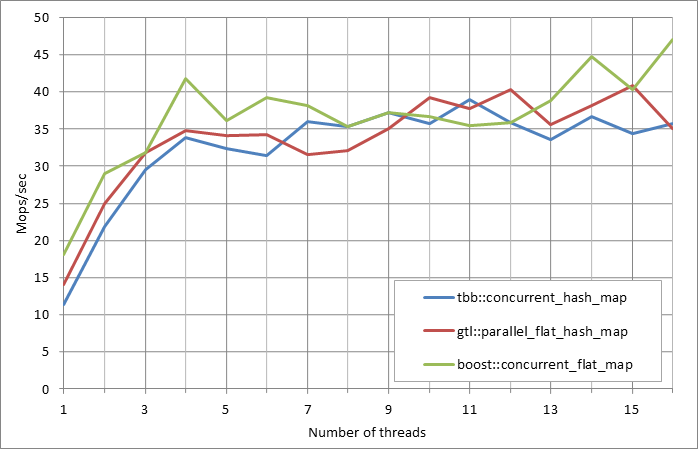 50
45
40
35
30
25
20
15
10
5
0
Mops/sec
tbb::concurrent_hash_map
gtl::parallel_flat_hash_map
boost::concurrent_flat_map
1 3 5 7 9 11 13 15
Number of threads